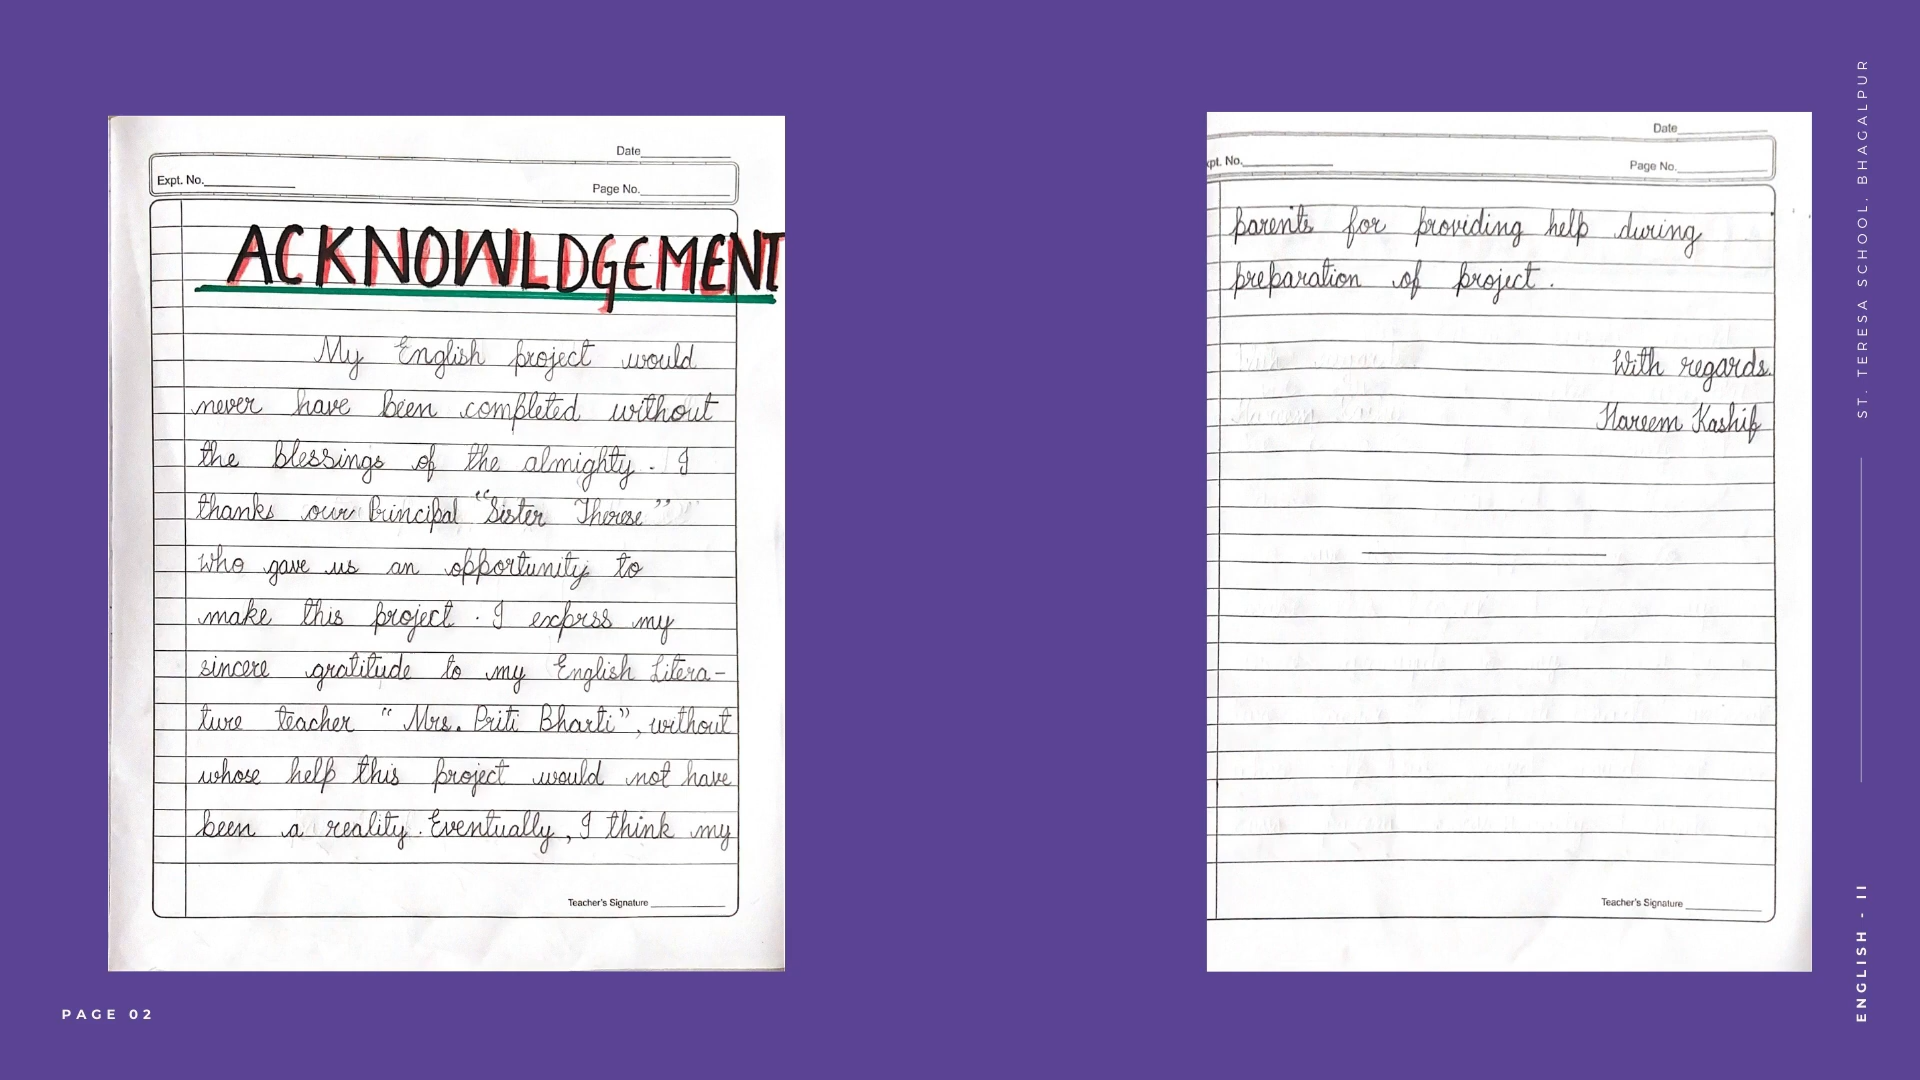 Date
Expt. No.
Page No.
ACKNOWLDGEMENT
My English project would
never have been completed without
the blessings of the almighty. I
thanks our Principal "Sister Therese"
who gave us an opportunity to
make this project. I exprss my
sincere gratitude to my English Litera-
ture teacher "Mrs. Priti Bharti", without
whose help this project would not have
been a reality. Eventually, I think my
Teacher's Signature
Date
xpt. No.
Page No.
parents for providing help during
preparation of project.
With regards.
Hareem Kashif
Teacher's Signature
ST. TERESA SCHOOL, BHAGALPUR
ENGLISH - II
PAGE 02